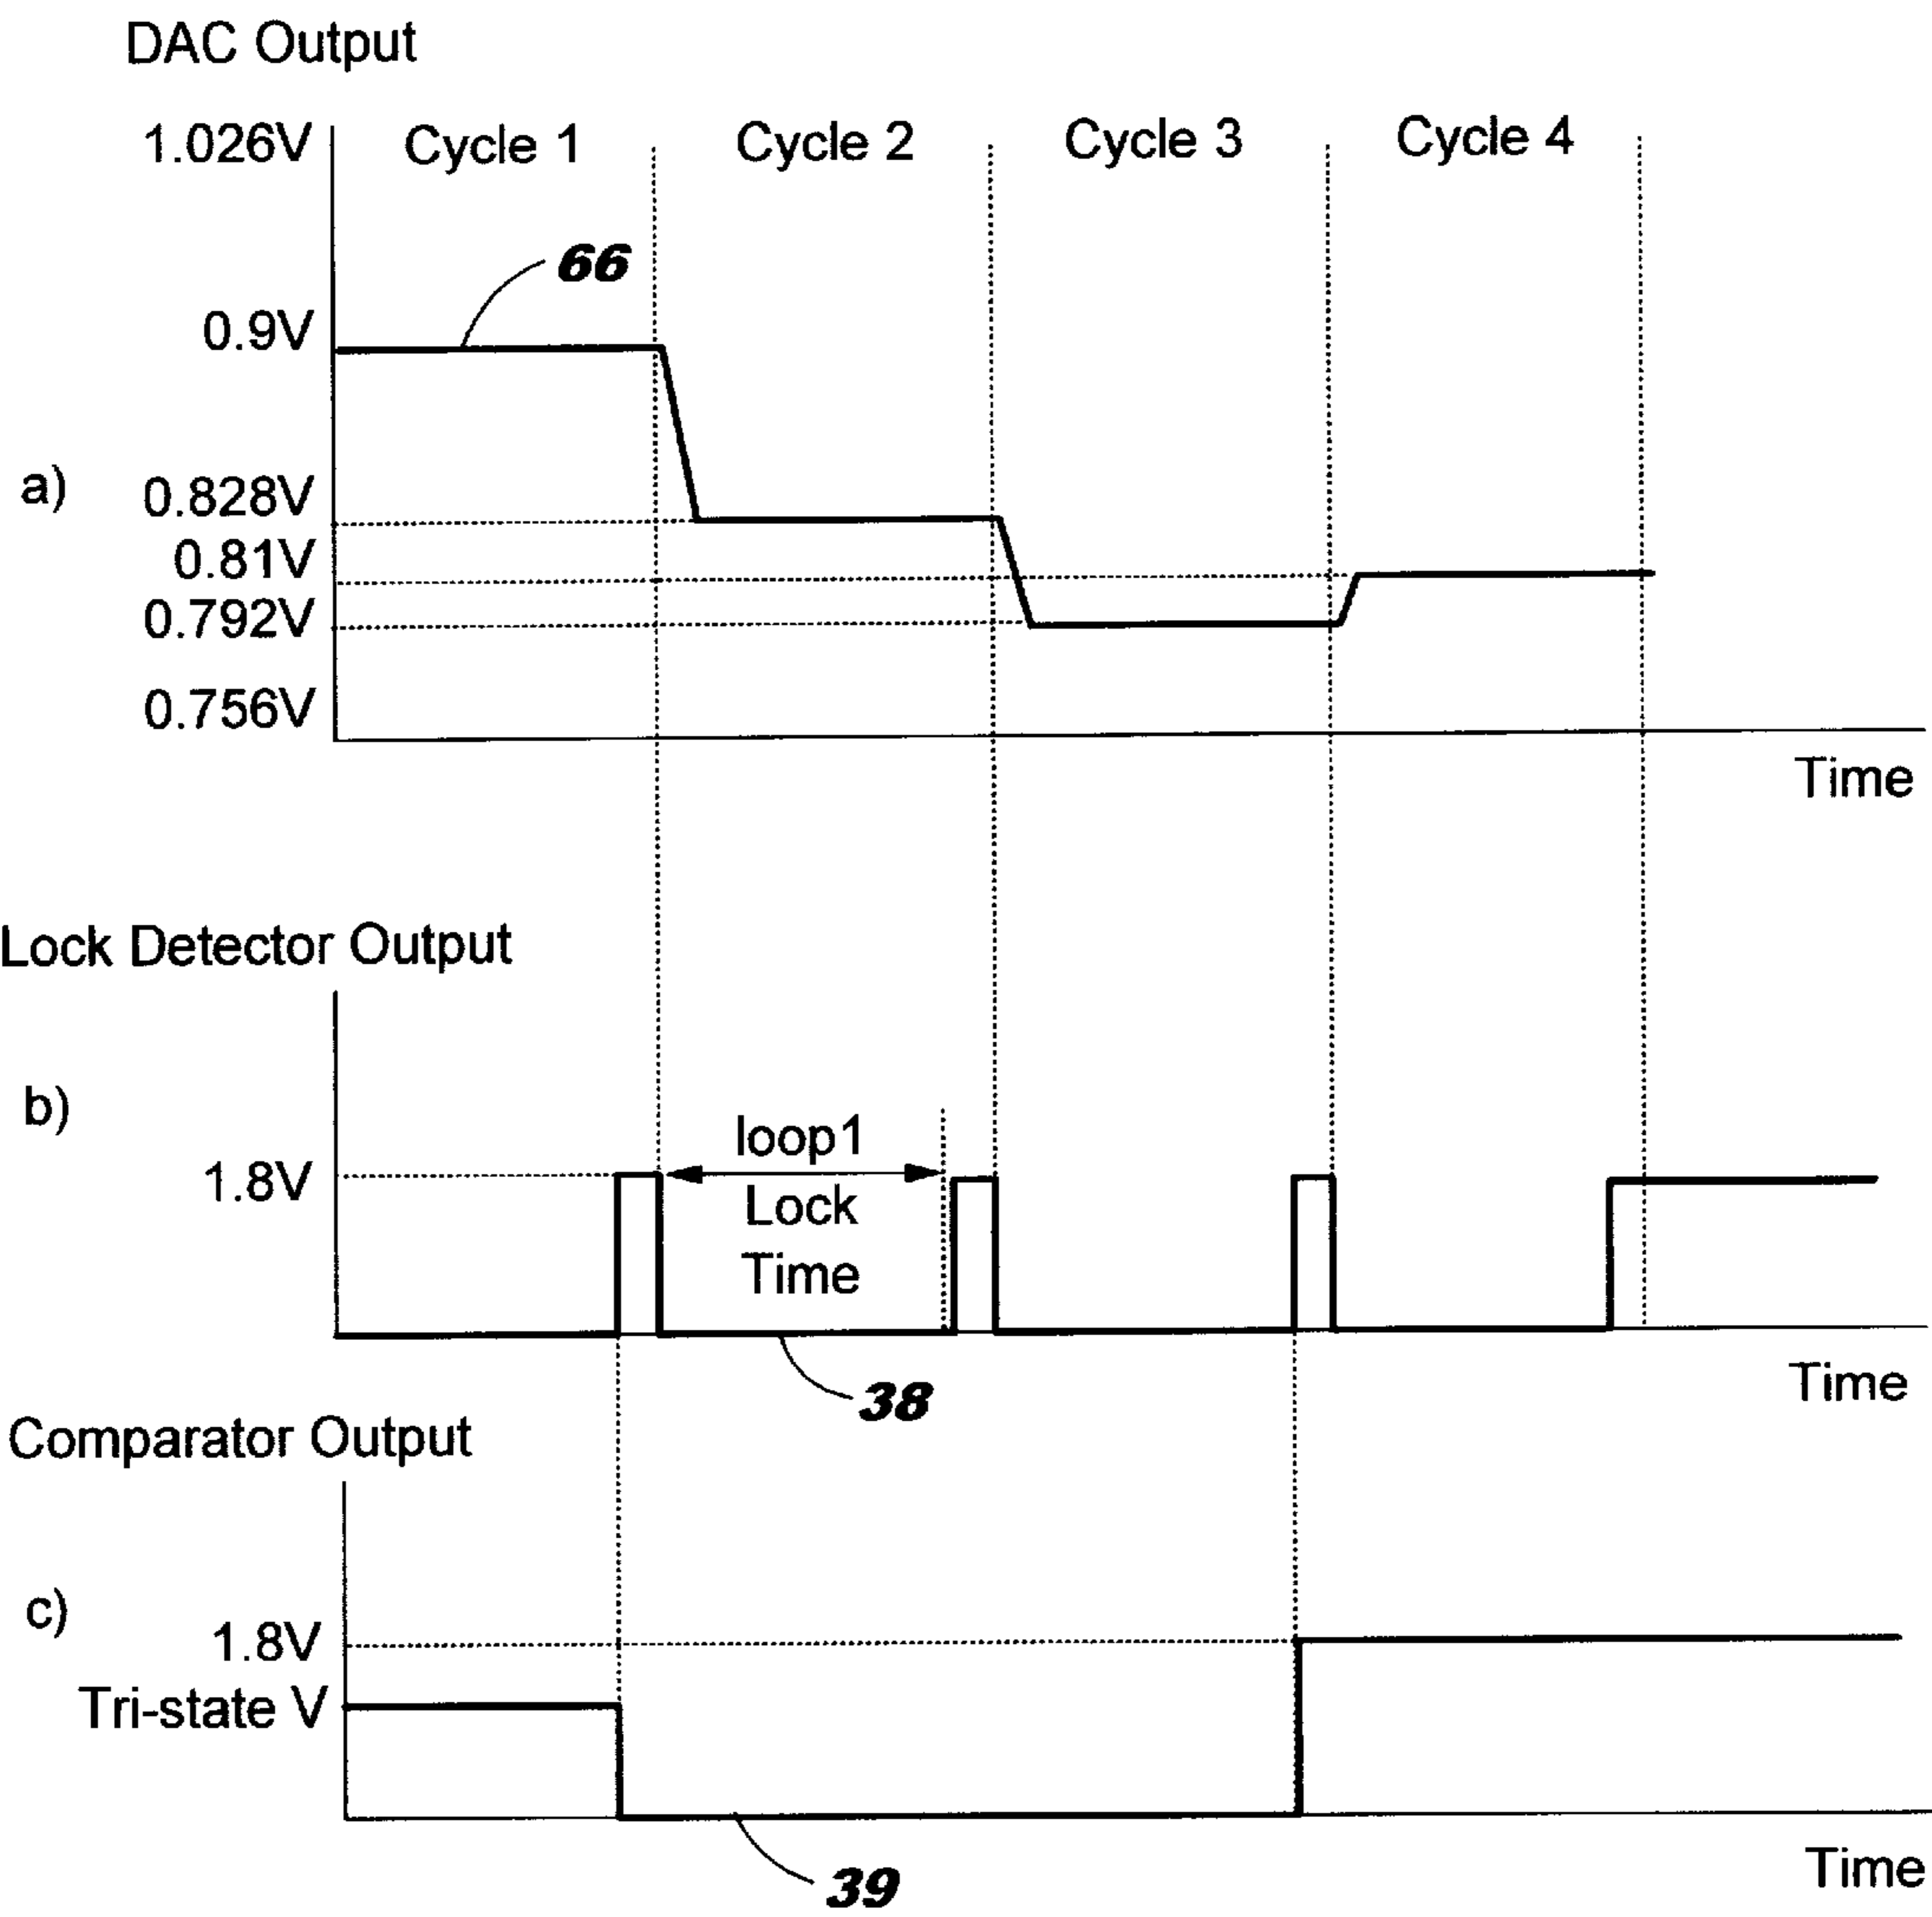 DAC Output
1.026V
Cycle 1
Cycle 2
Cycle 3
Cycle 4
66
0.9V
a)
0.828V
0.81V
0.792V
0.756V
Time
Lock Detector Output
b)
1.8V
loop1
Lock
Time
38
Time
Comparator Output
c)
1.8V
Tri-state V
39
Time